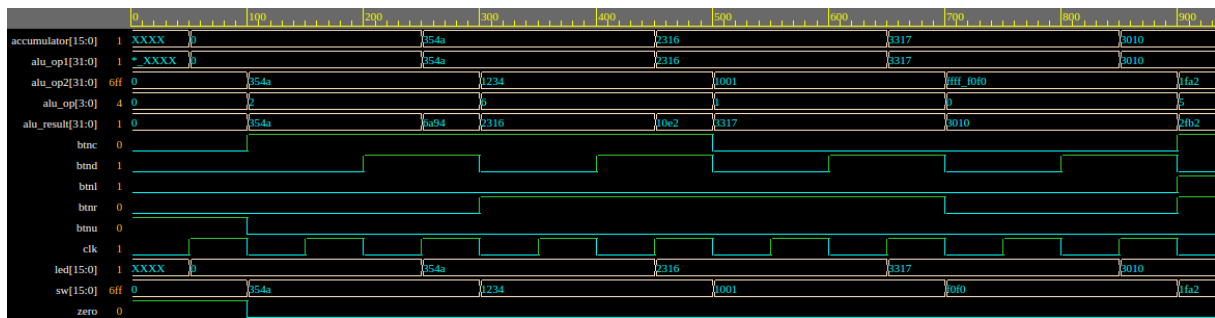 0 100 200 300 400 500 600 700 800 900
accumulator[15:0] 1 XXXX 0 354a 2316 3317 3010
alu_op1[31:0] 1 *_XXXX 0 354a 2316 3317 3010
alu_op2[31:0] 6ff 0 354a 1234 1001 ffff_f0f0 1fa2
alu_op[3:0] 4 0 2 6 1 0 5
alu_result[31:0] 1 0 354a 6a94 2316 10e2 3317 3010 2fb2
btnc 0
btnd 1
btnl 1
btnr 0
btnu 0
clk 1
led[15:0] 1 XXXX 0 354a 2316 3317 3010
sw[15:0] 6ff 0 354a 1234 1001 f0f0 1fa2
zero 0